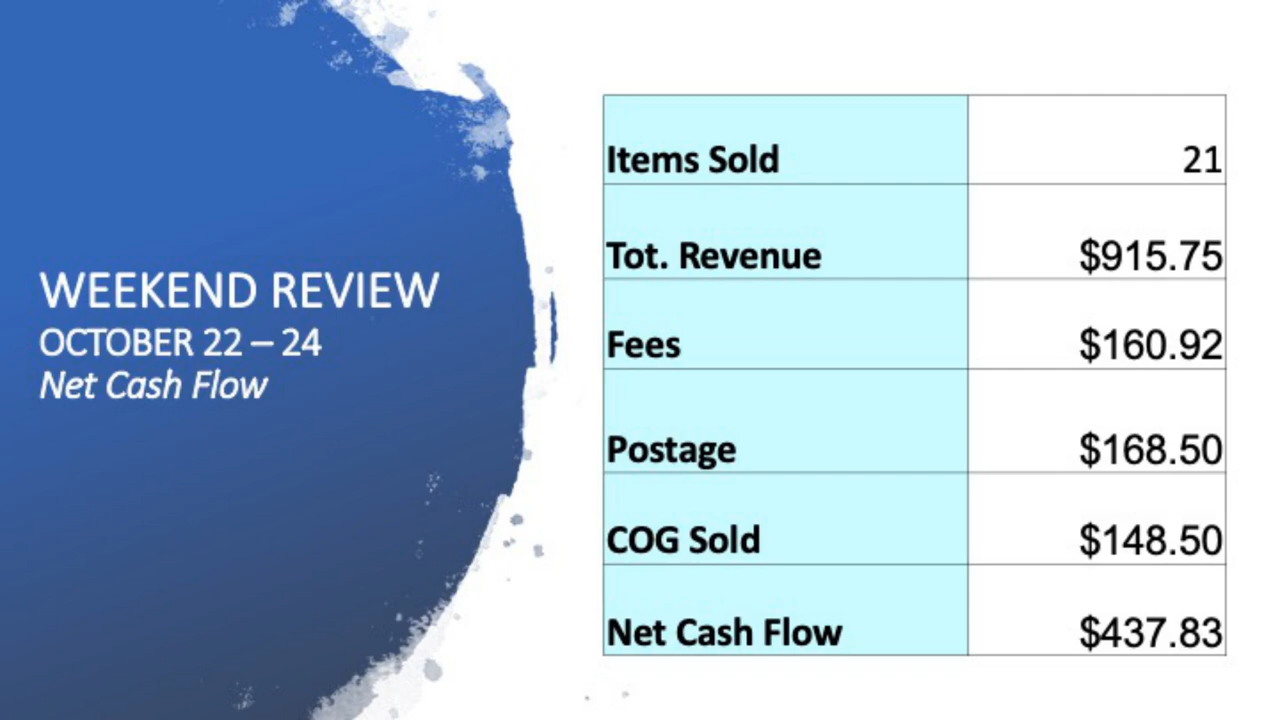 WEEKEND REVIEW
OCTOBER 22 – 24
Net Cash Flow
Items Sold 21
Tot. Revenue $915.75
Fees $160.92
Postage $168.50
COG Sold $148.50
Net Cash Flow $437.83